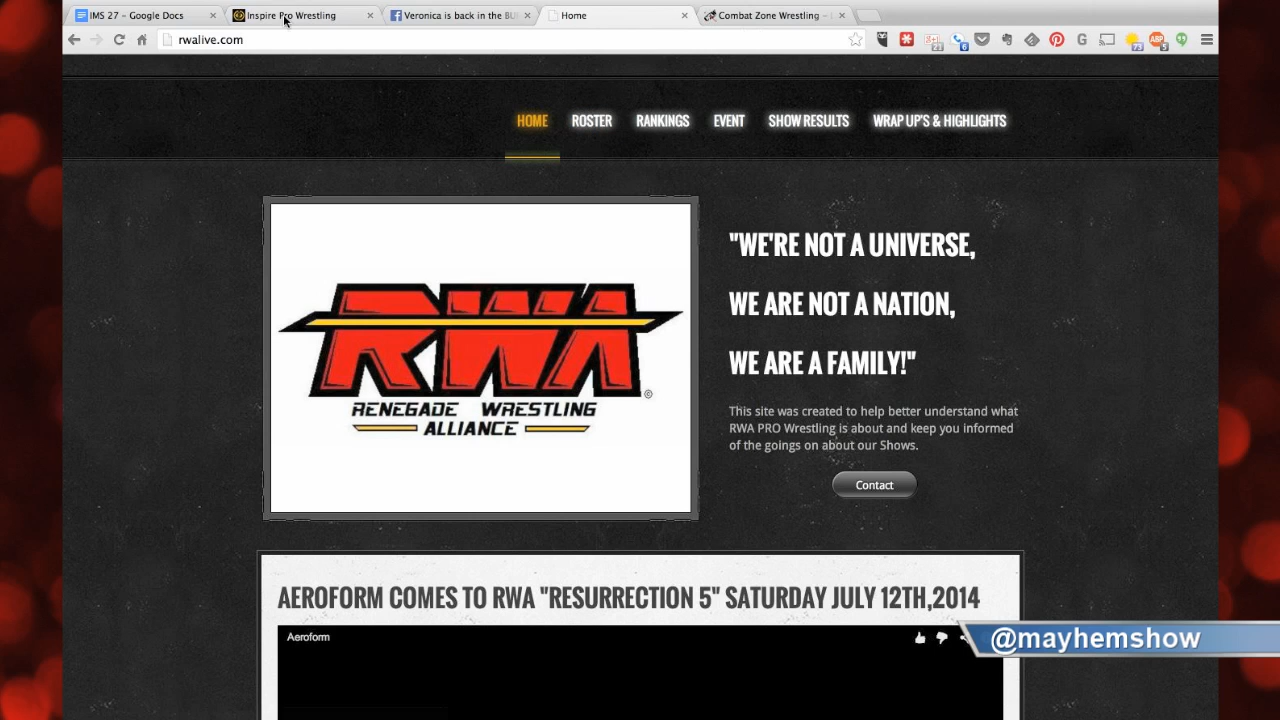 IMS 27 – Google Docs
Inspire Pro Wrestling
Veronica is back in the BU
Home
Combat Zone Wrestling –
rwalive.com
HOME
ROSTER
RANKINGS
EVENT
SHOW RESULTS
WRAP UP'S & HIGHLIGHTS
RWA
©
RENEGADE WRESTLING
ALLIANCE
"WE'RE NOT A UNIVERSE,
WE ARE NOT A NATION,
WE ARE A FAMILY!"
This site was created to help better understand what
RWA PRO Wrestling is about and keep you informed
of the goings on about our Shows.
Contact
AEROFORM COMES TO RWA "RESURRECTION 5" SATURDAY JULY 12TH,2014
Aeroform
@mayhemshow